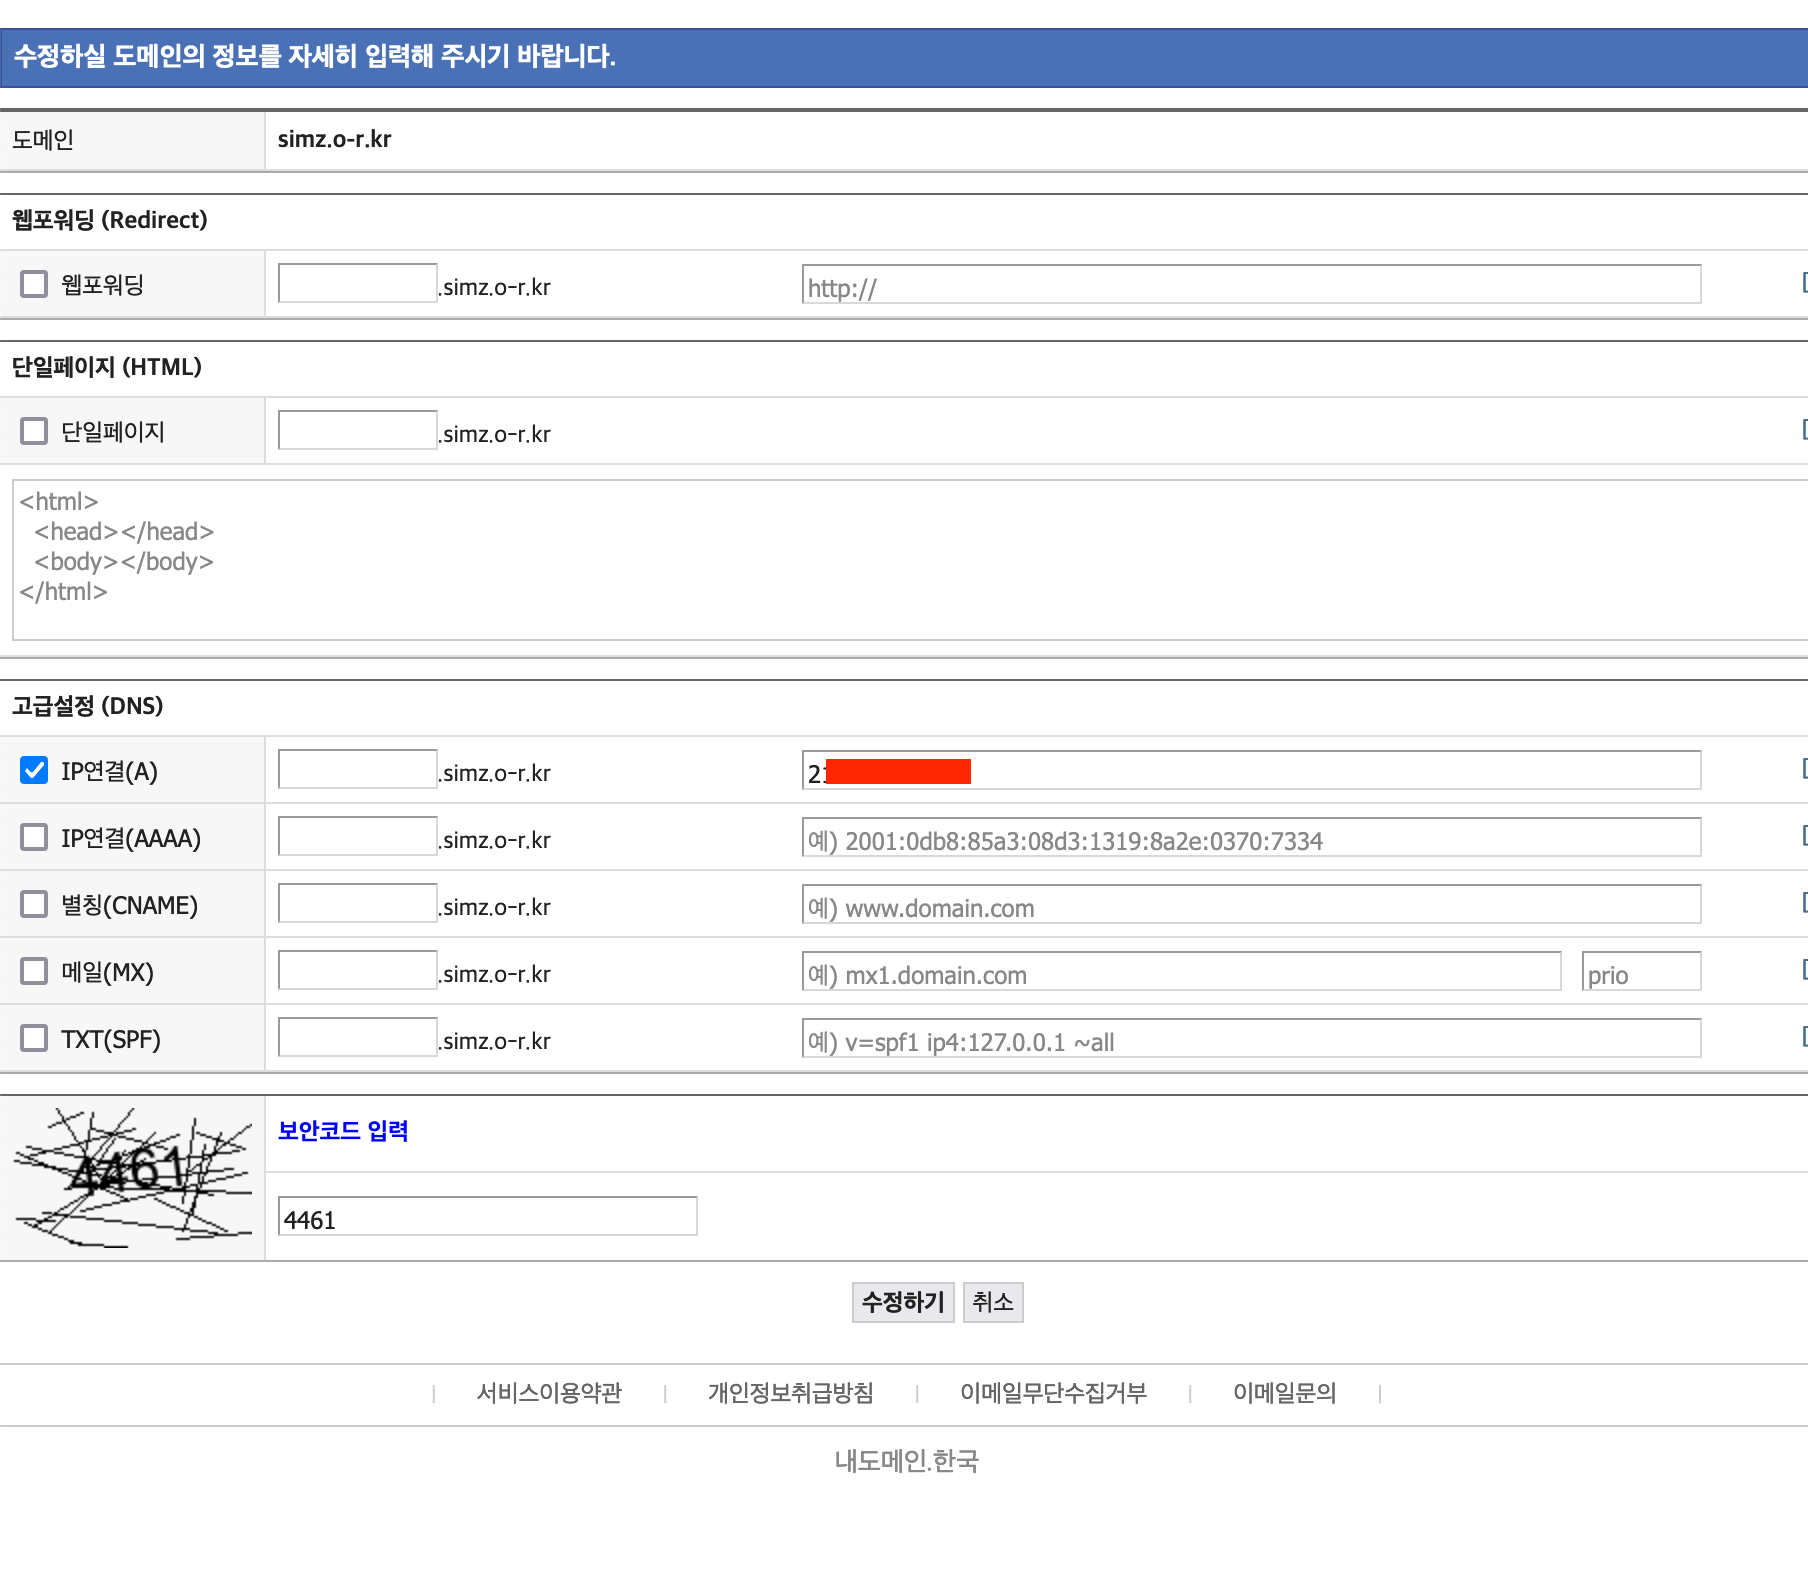 수정하실 도메인의 정보를 자세히 입력해 주시기 바랍니다.
도메인 simz.o-r.kr
웹포워딩 (Redirect)
웹포워딩 .simz.o-r.kr http://
단일페이지 (HTML)
단일페이지 .simz.o-r.kr
<html>
<head></head>
<body></body>
</html>
고급설정 (DNS)
IP연결(A) .simz.o-r.kr
IP연결(AAAA) .simz.o-r.kr 예) 2001:0db8:85a3:08d3:1319:8a2e:0370:7334
별칭(CNAME) .simz.o-r.kr 예) www.domain.com
메일(MX) .simz.o-r.kr 예) mx1.domain.com prio
TXT(SPF) .simz.o-r.kr 예) v=spf1 ip4:127.0.0.1 ~all
보안코드 입력
4461
4461
수정하기 취소
서비스이용약관 | 개인정보취급방침 | 이메일무단수집거부 | 이메일문의
내도메인.한국